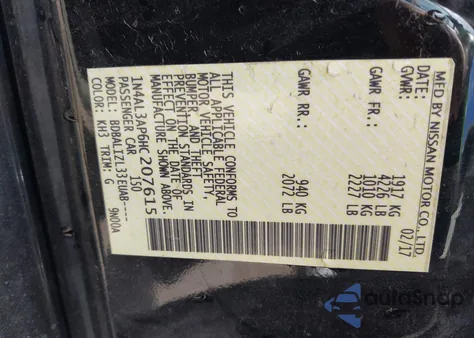 MFD BY NISSAN MOTOR CO., LTD.
DATE: 02/17
GVWR: 1917 KG
4226 LB
GAWR FR.: 1010 KG
2227 LB
GAWR RR.: 940 KG
2072 LB
THIS VEHICLE CONFORMS TO
ALL APPLICABLE FEDERAL
MOTOR VEHICLE SAFETY,
BUMPER, AND THEFT
PREVENTION STANDARDS IN
EFFECT ON THE DATE OF
MANUFACTURE SHOWN ABOVE.
1N4AL3AP6HC207615
PASSENGER CAR 150
MODEL: BDBALIZL33EUAB----- 9N00A
COLOR: KH3 TRIM: G
autoSnap